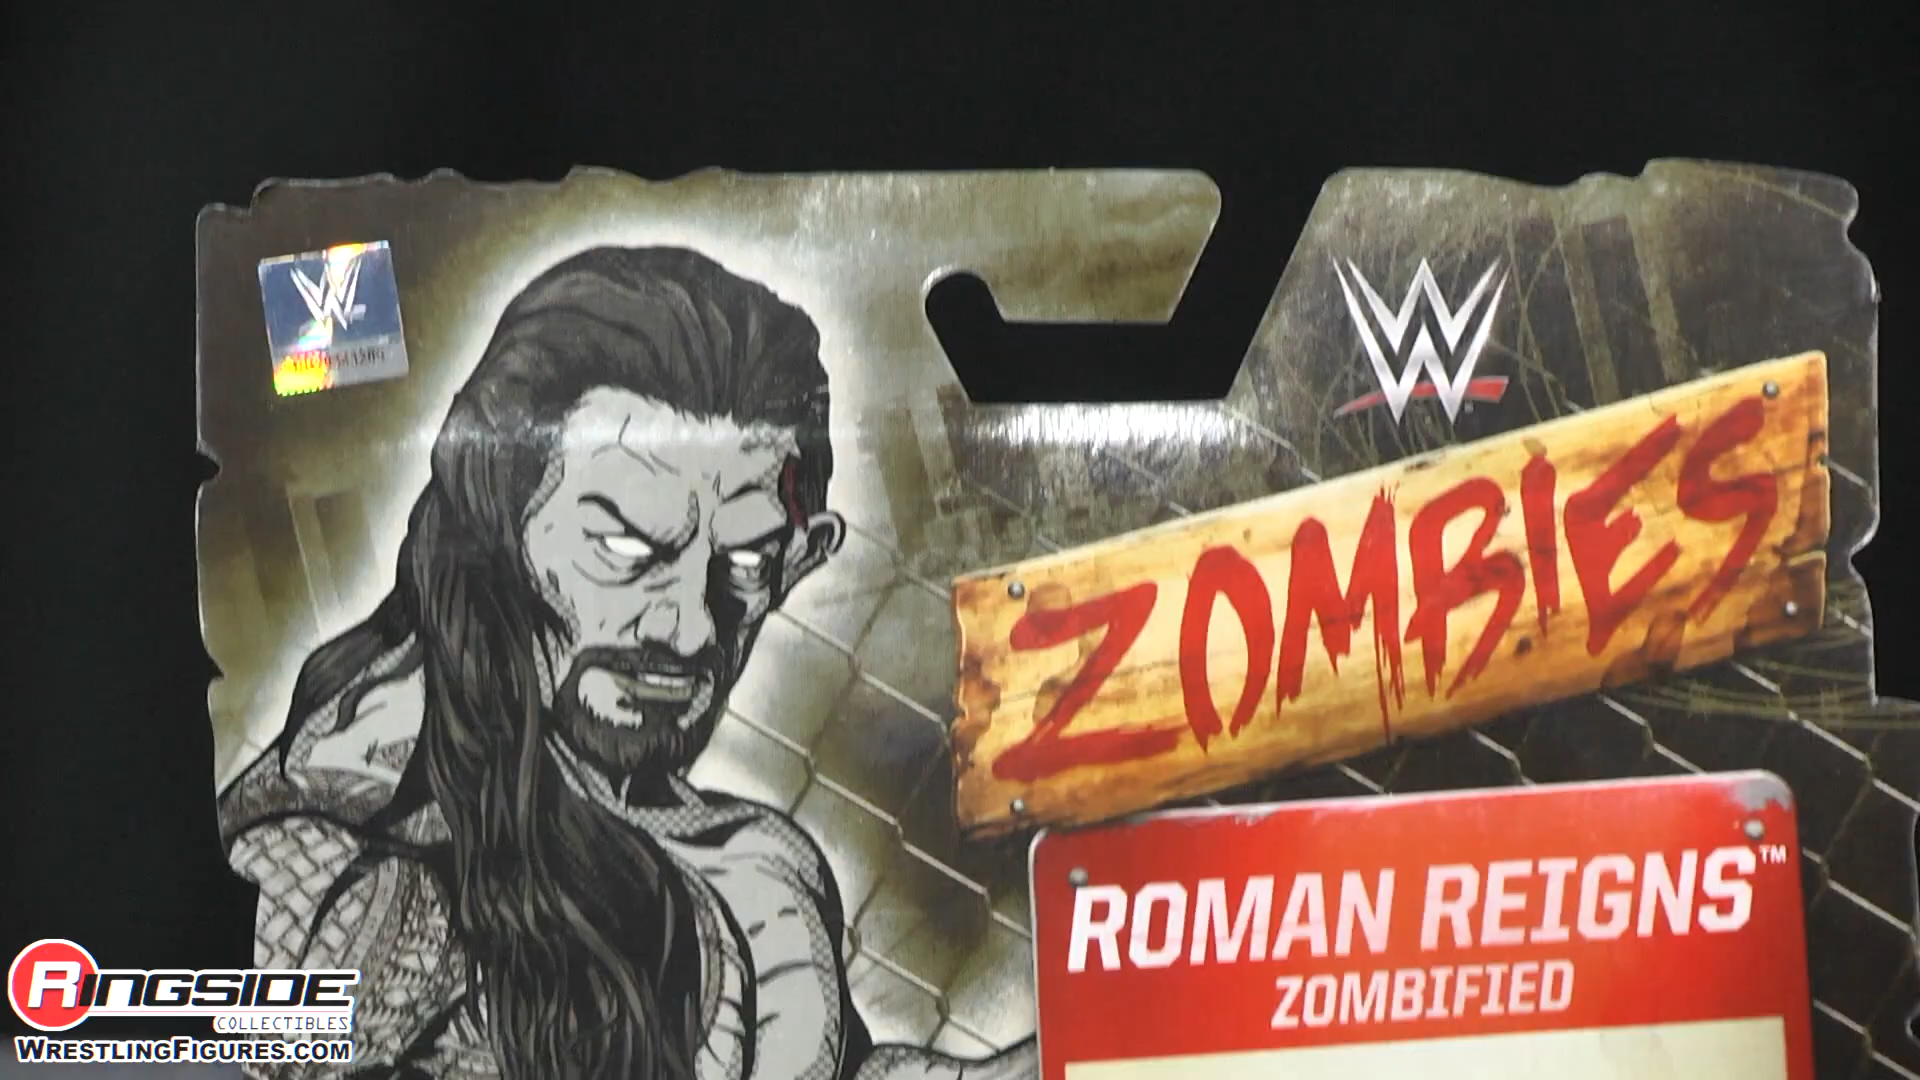 W
W
ZOMBIES
ROMAN REIGNS™
ZOMBIFIED
RINGSIDE
COLLECTIBLES
WRESTLINGFIGURES.COM